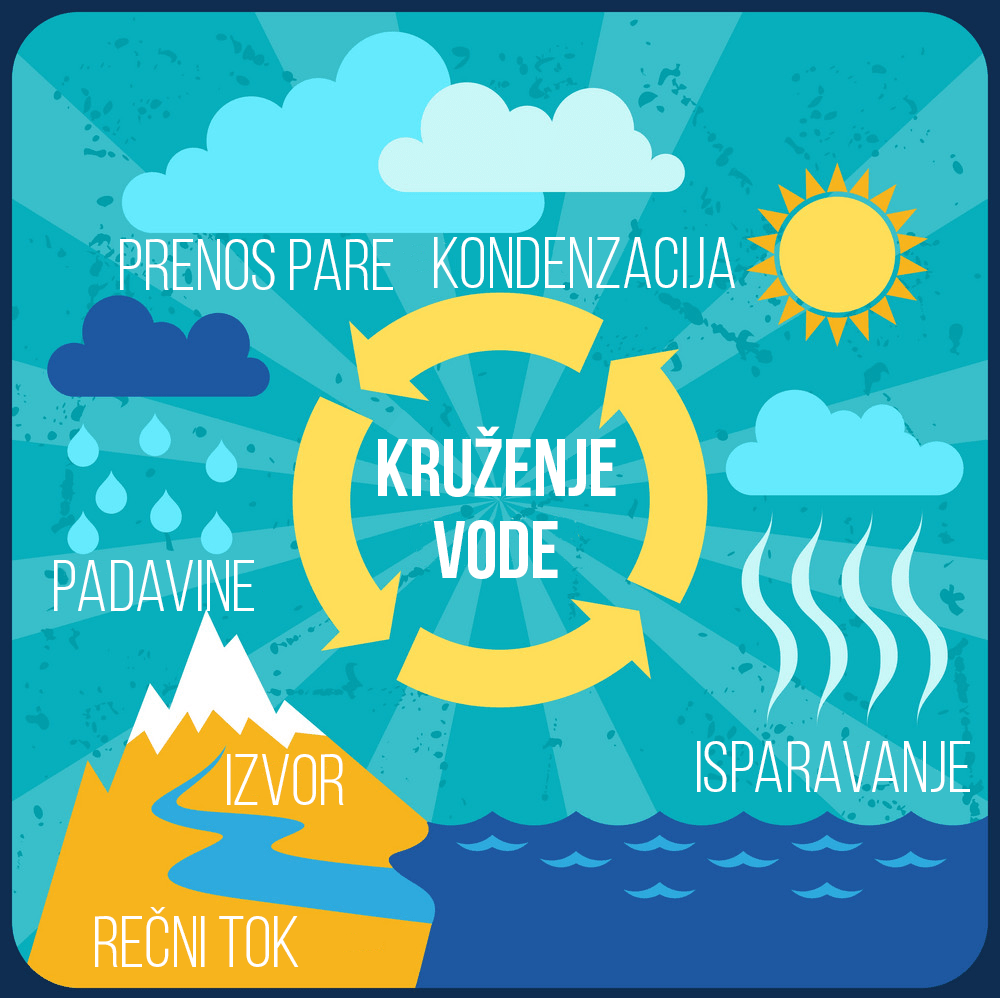 PRENOS PARE
KONDENZACIJA
KRUŽENJE
VODE
PADAVINE
IZVOR
ISPARAVANJE
REČNI TOK